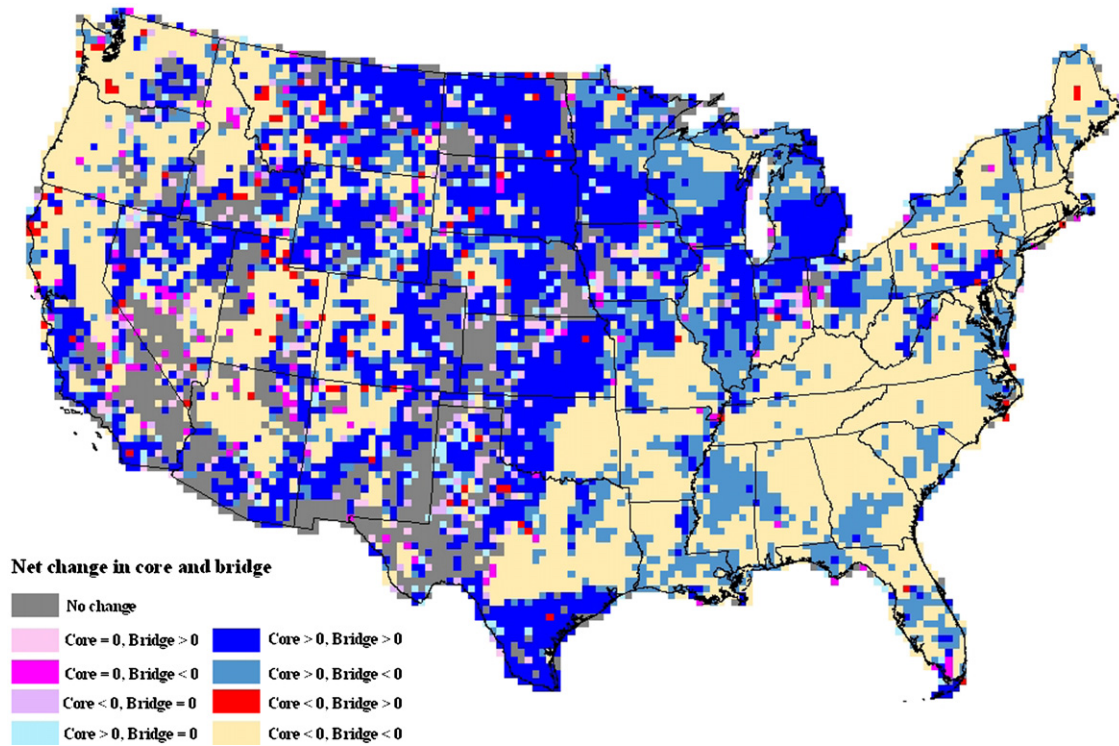 Net change in core and bridge
No change
Core = 0, Bridge > 0
Core = 0, Bridge < 0
Core < 0, Bridge = 0
Core > 0, Bridge = 0
Core > 0, Bridge > 0
Core > 0, Bridge < 0
Core < 0, Bridge > 0
Core < 0, Bridge < 0